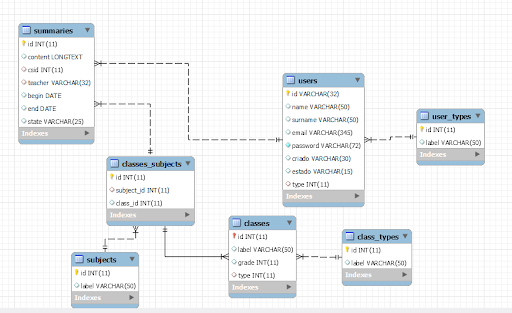 summaries
id INT(11)
content LONGTEXT
csid INT(11)
teacher VARCHAR(32)
begin DATE
end DATE
state VARCHAR(25)
Indexes
users
id VARCHAR(32)
name VARCHAR(50)
surname VARCHAR(50)
email VARCHAR(345)
password VARCHAR(72)
criado VARCHAR(30)
estado VARCHAR(15)
type INT(11)
Indexes
user_types
id INT(11)
label VARCHAR(50)
Indexes
classes_subjects
id INT(11)
subject_id INT(11)
class_id INT(11)
Indexes
classes
id INT(11)
label VARCHAR(50)
grade INT(11)
type INT(11)
Indexes
class_types
id INT(11)
label VARCHAR(50)
Indexes
subjects
id INT(11)
label VARCHAR(50)
Indexes